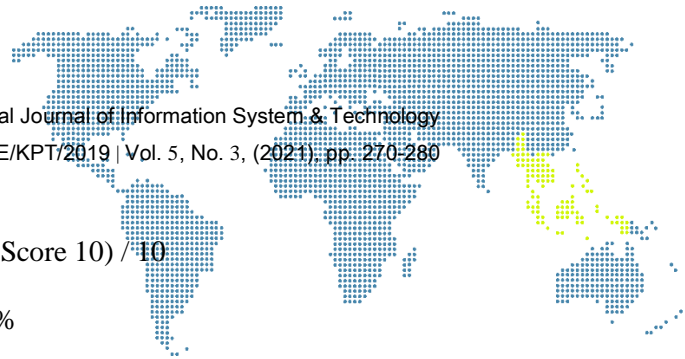 al Journal of Information System & Technology
E/KPT/2019 | Vol. 5, No. 3, (2021), pp. 270-280
Score 10) / 10
%